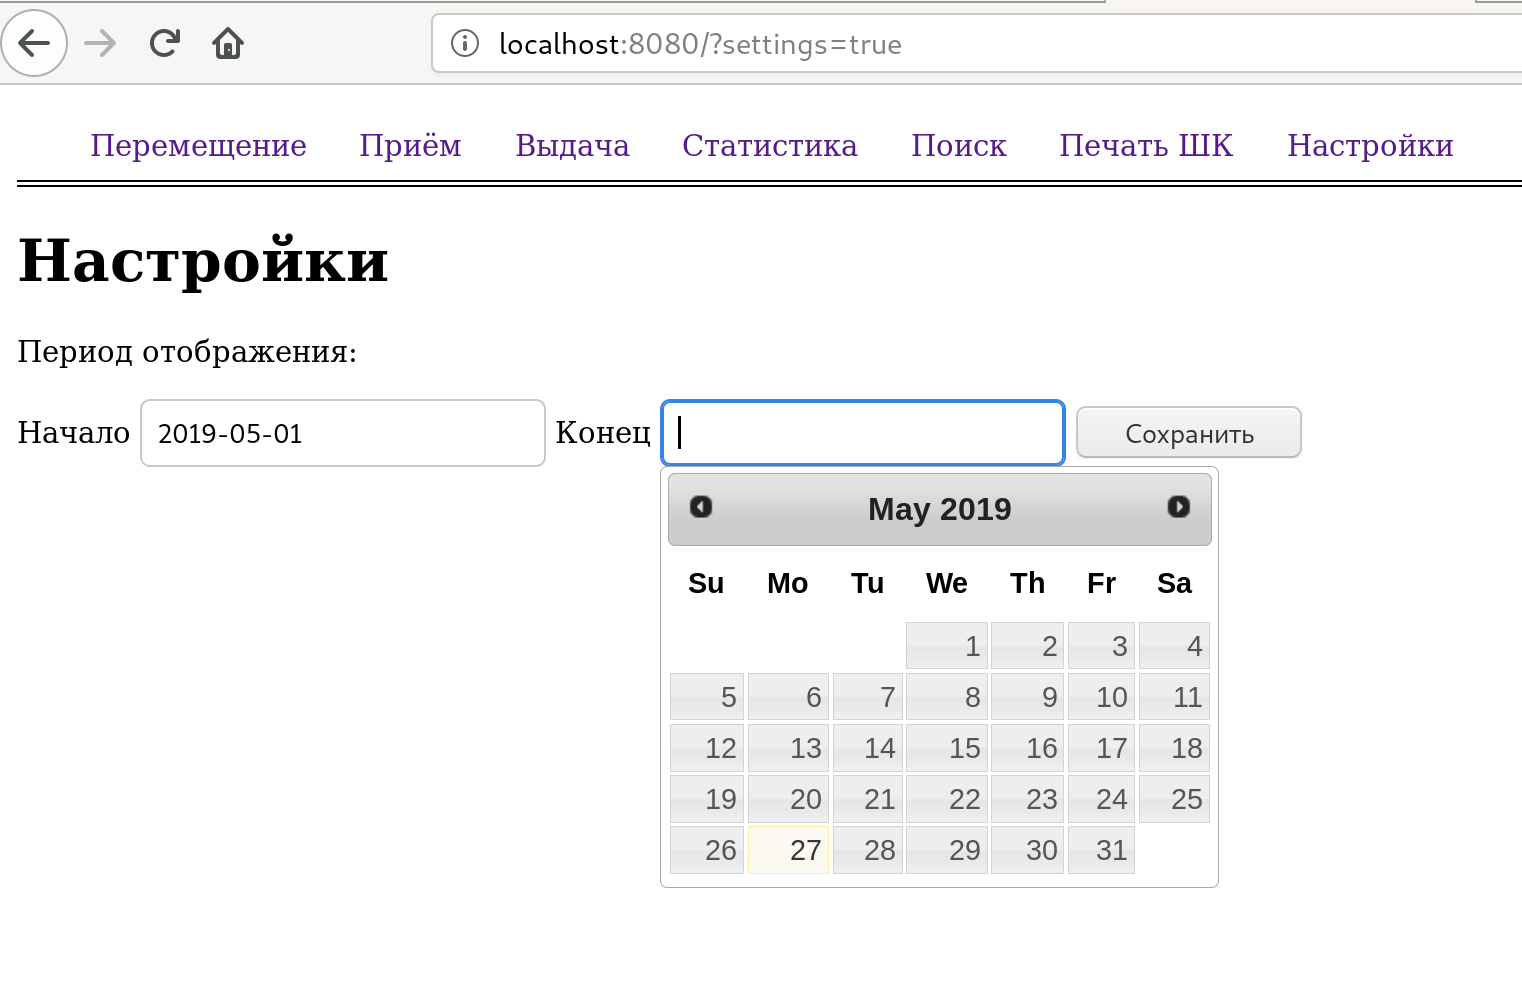 localhost:8080/?settings=true
Перемещение Приём Выдача Статистика Поиск Печать ШК Настройки
Настройки
Период отображения:
Начало 2019-05-01 Конец Сохранить
May 2019
Su Mo Tu We Th Fr Sa
1 2 3 4
5 6 7 8 9 10 11
12 13 14 15 16 17 18
19 20 21 22 23 24 25
26 27 28 29 30 31